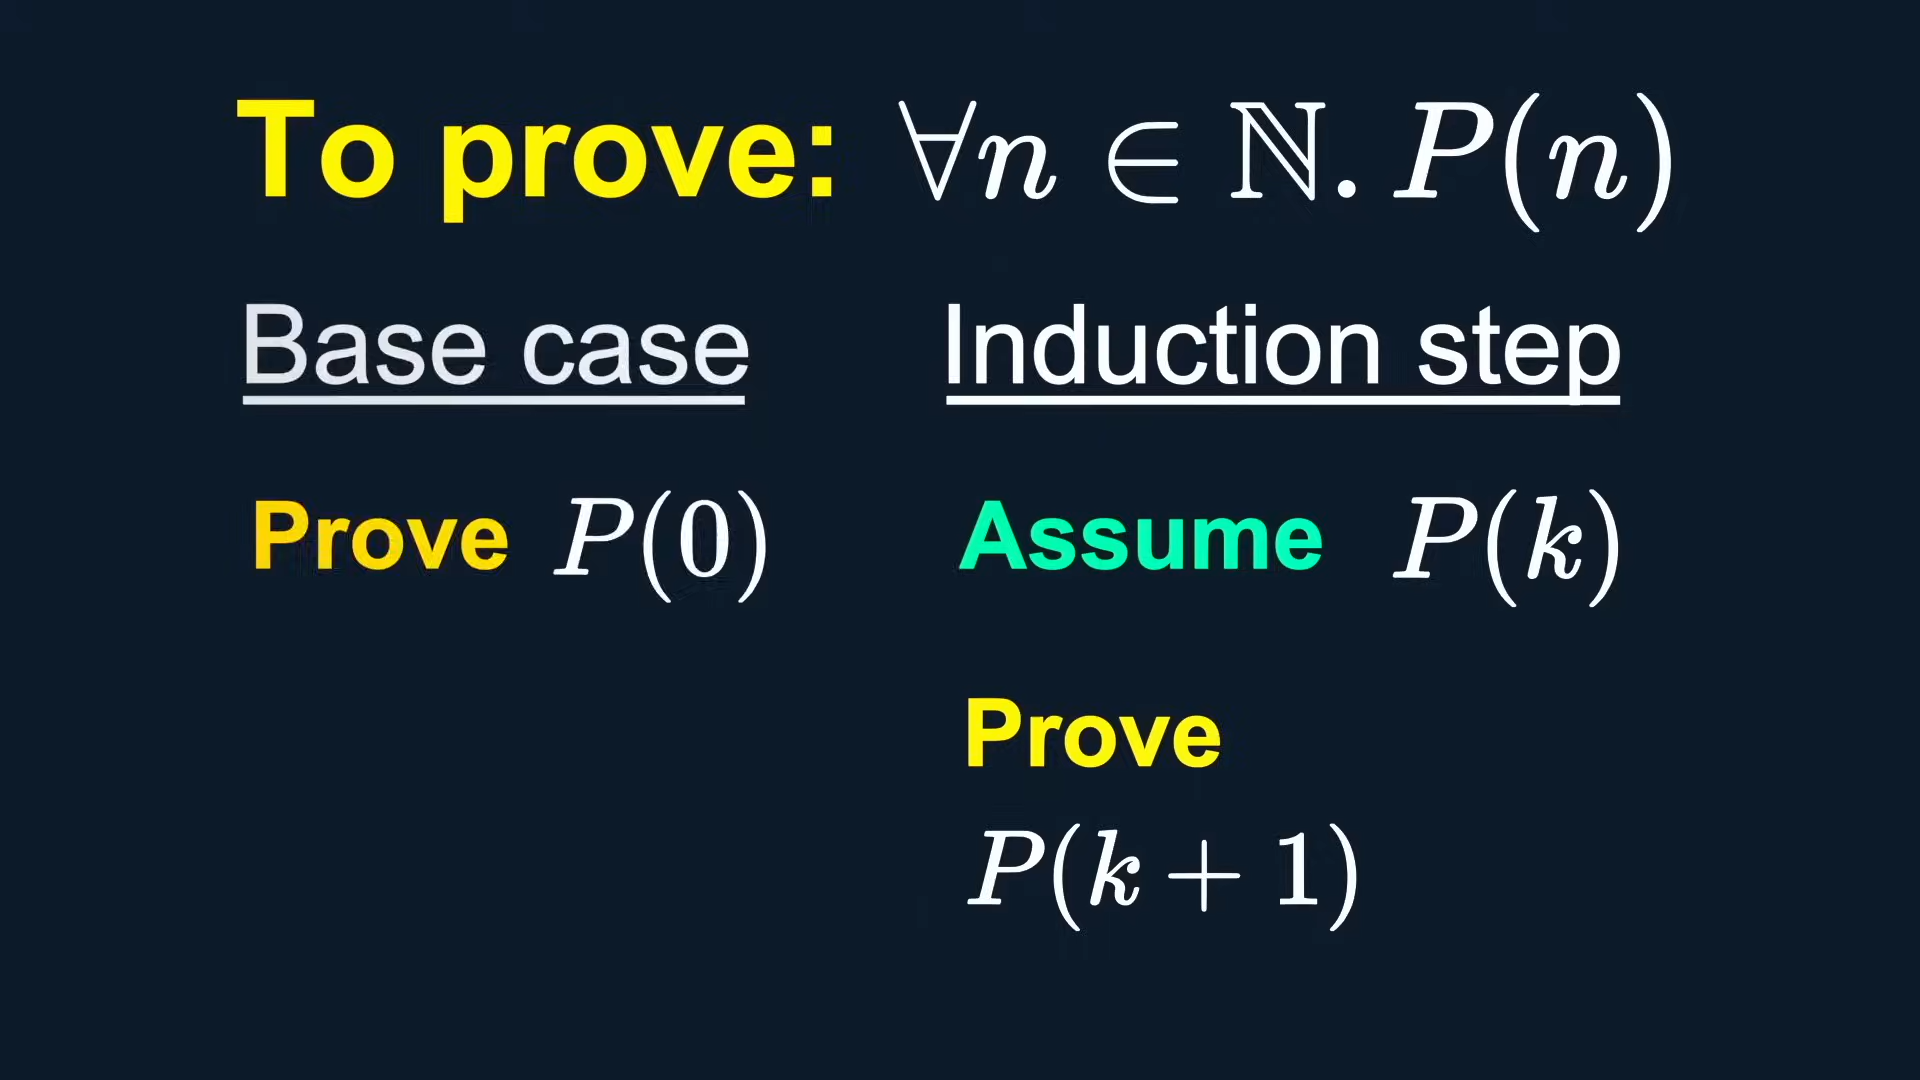 To prove: ∀n ∈ ℕ. P(n)
Base case
Induction step
Prove P(0)
Assume P(k)
Prove
P(k + 1)